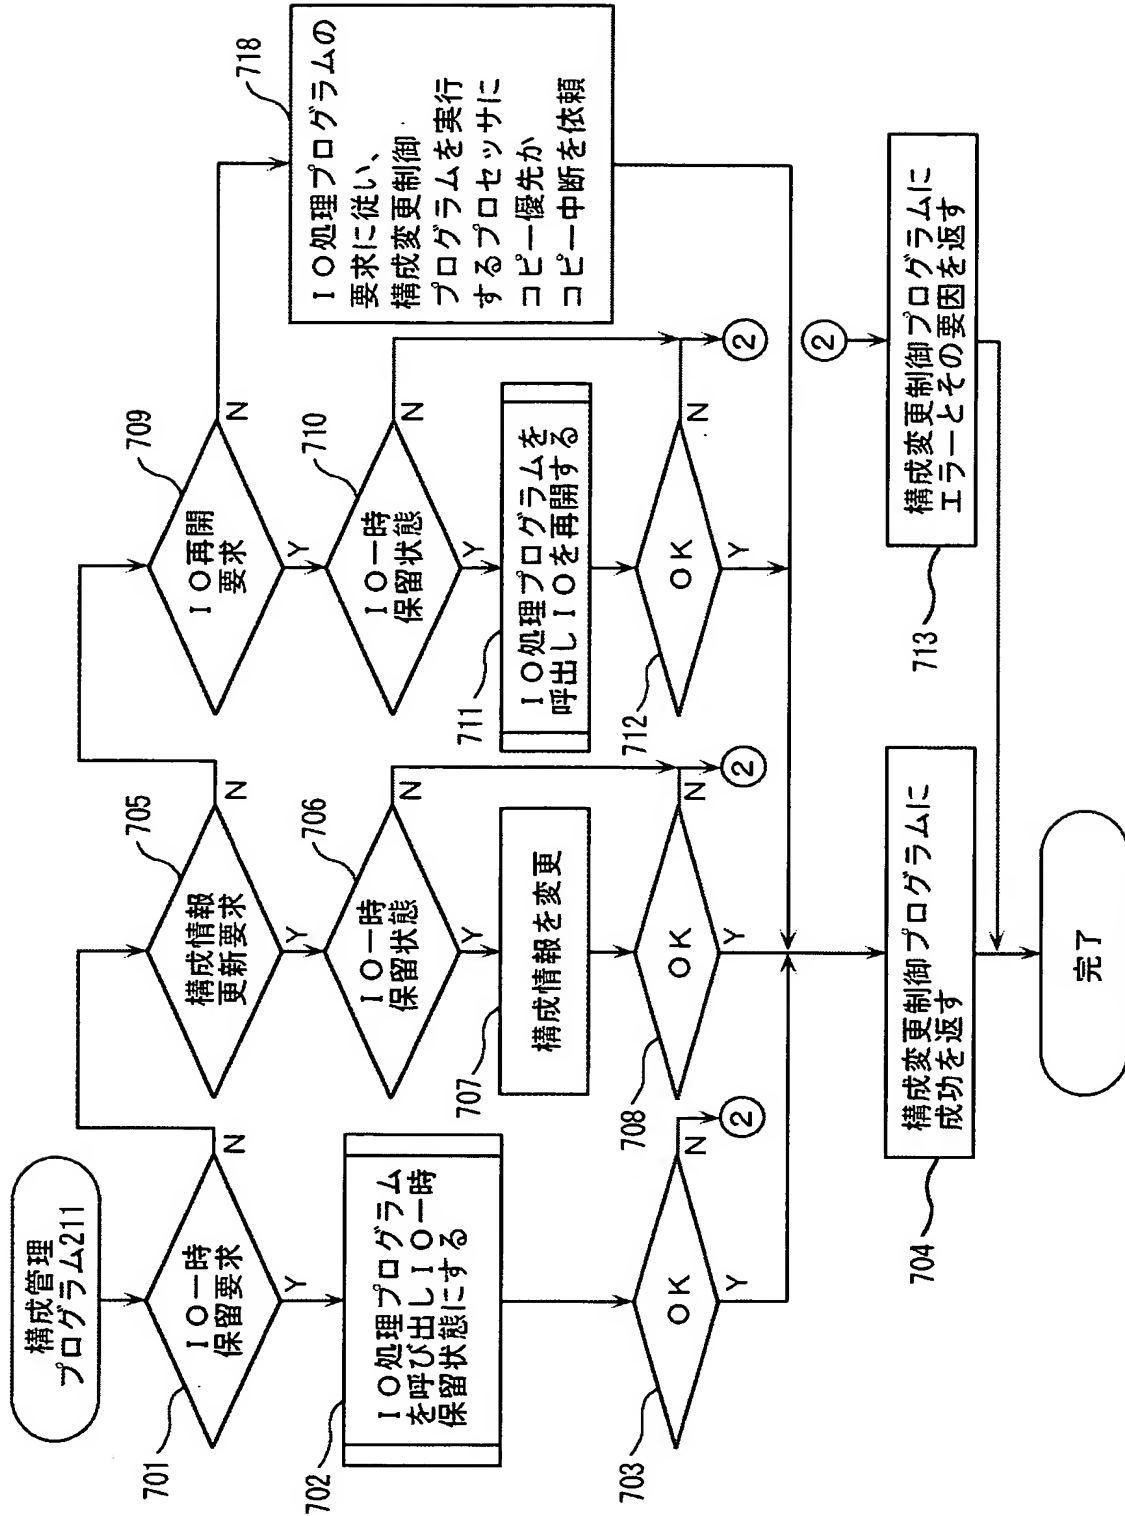 構成管理
プログラム211
701
IO一時
保留要求
Y
N
702
IO処理プログラム
を呼び出しIO一時
保留状態にする
703
OK
Y
N
②
705
構成情報
更新要求
Y
N
706
IO一時
保留状態
Y
N
707
構成情報を変更
708
OK
Y
N
②
709
IO再開
要求
Y
N
710
IO一時
保留状態
Y
N
711
IO処理プログラムを
呼出しIOを再開する
712
OK
Y
N
②
718
IO処理プログラムの
要求に従い、
構成変更制御
プログラムを実行
するプロセッサに
コピー優先か
コピー中断を依頼
704
構成変更制御プログラムに
成功を返す
②
713
構成変更制御プログラムに
エラーとその要因を返す
完了